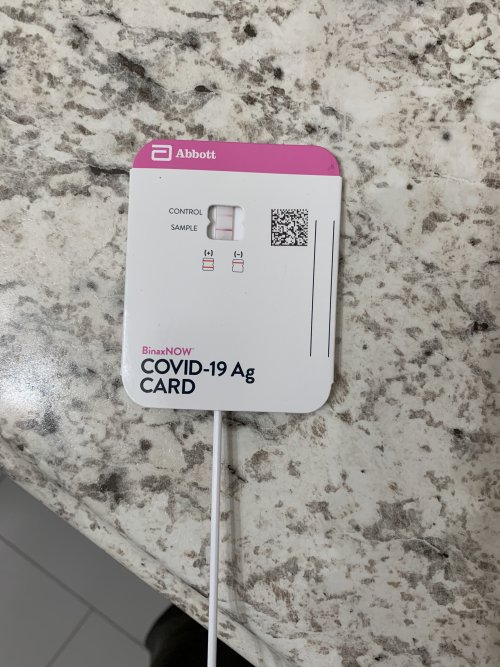 Abbott
CONTROL
SAMPLE
(+) (-)
BinaxNOW™
COVID-19 Ag
CARD